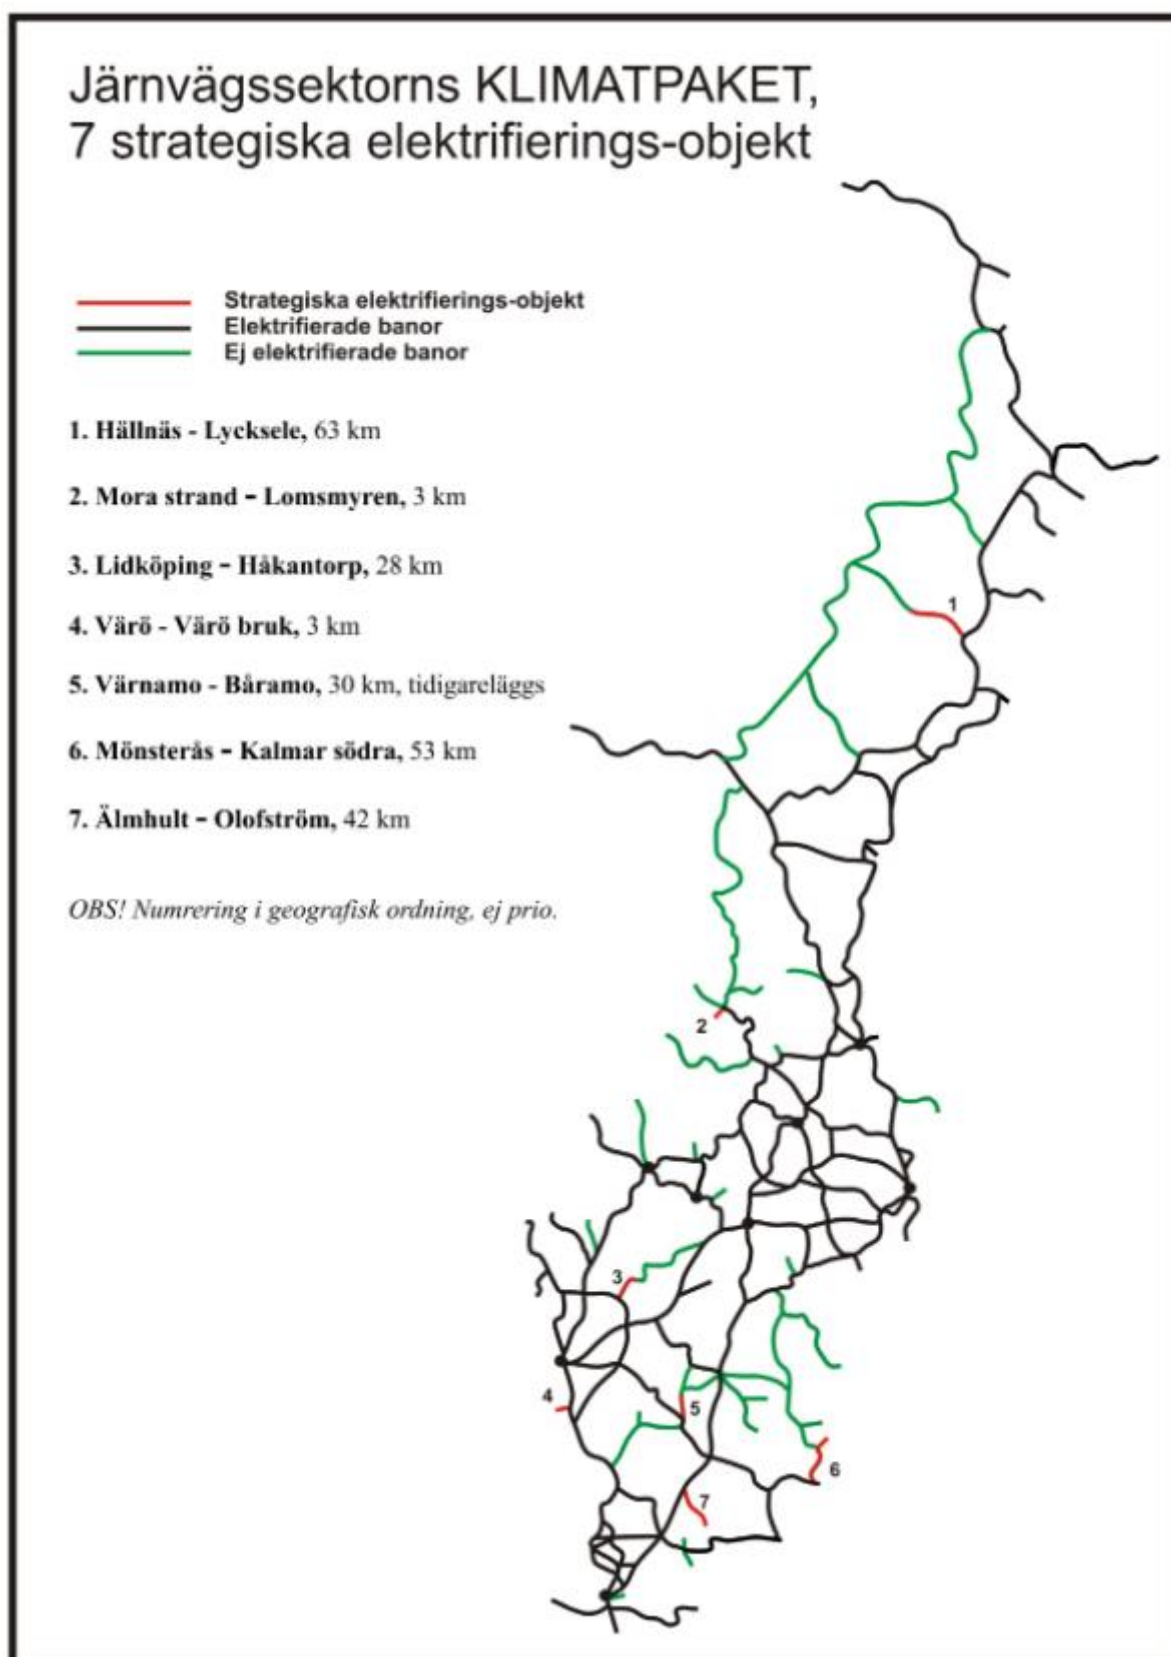 Järnvägssektorns KLIMATPAKET,
7 strategiska elektrifierings-objekt
Strategiska elektrifierings-objekt
Elektrifierade banor
Ej elektrifierade banor
1. Hällnäs - Lycksele, 63 km
2. Mora strand – Lomsmyren, 3 km
3. Lidköping – Håkantorp, 28 km
4. Värö - Värö bruk, 3 km
5. Värnamo - Båramo, 30 km, tidigareläggs
6. Mönsterås – Kalmar södra, 53 km
7. Älmhult – Olofström, 42 km
OBS! Numrering i geografisk ordning, ej prio.
1
2
3
4
5
6
7